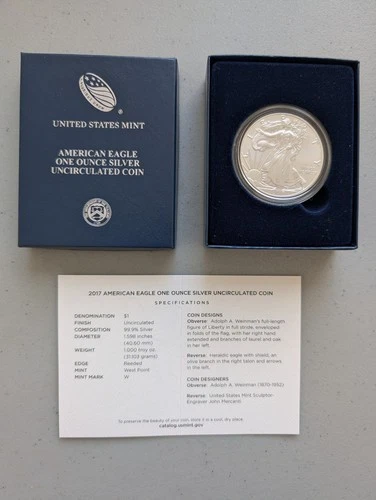 UNITED STATES MINT
AMERICAN EAGLE
ONE OUNCE SILVER
UNCIRCULATED COIN
2017 AMERICAN EAGLE ONE OUNCE SILVER UNCIRCULATED COIN
SPECIFICATIONS
DENOMINATION $1
FINISH Uncirculated
COMPOSITION 99.9% Silver
DIAMETER 1.598 inches
(40.60 mm)
WEIGHT 1.000 troy oz.
(31.103 grams)
EDGE Reeded
MINT West Point
MINT MARK W
COIN DESIGNS
Obverse: Adolph A. Weinman's full-length
figure of Liberty in full stride, enveloped
in folds of the flag, with her right hand
extended and branches of laurel and oak in
her left.
Reverse: Heraldic eagle with shield, an
olive branch in the right talon and arrows
in the left.
COIN DESIGNERS
Obverse: Adolph A. Weinman (1870-1952)
Reverse: United States Mint Sculptor-
Engraver John Mercanti
To preserve the beauty of your coin, store it in a cool, dry place.
catalog.usmint.gov